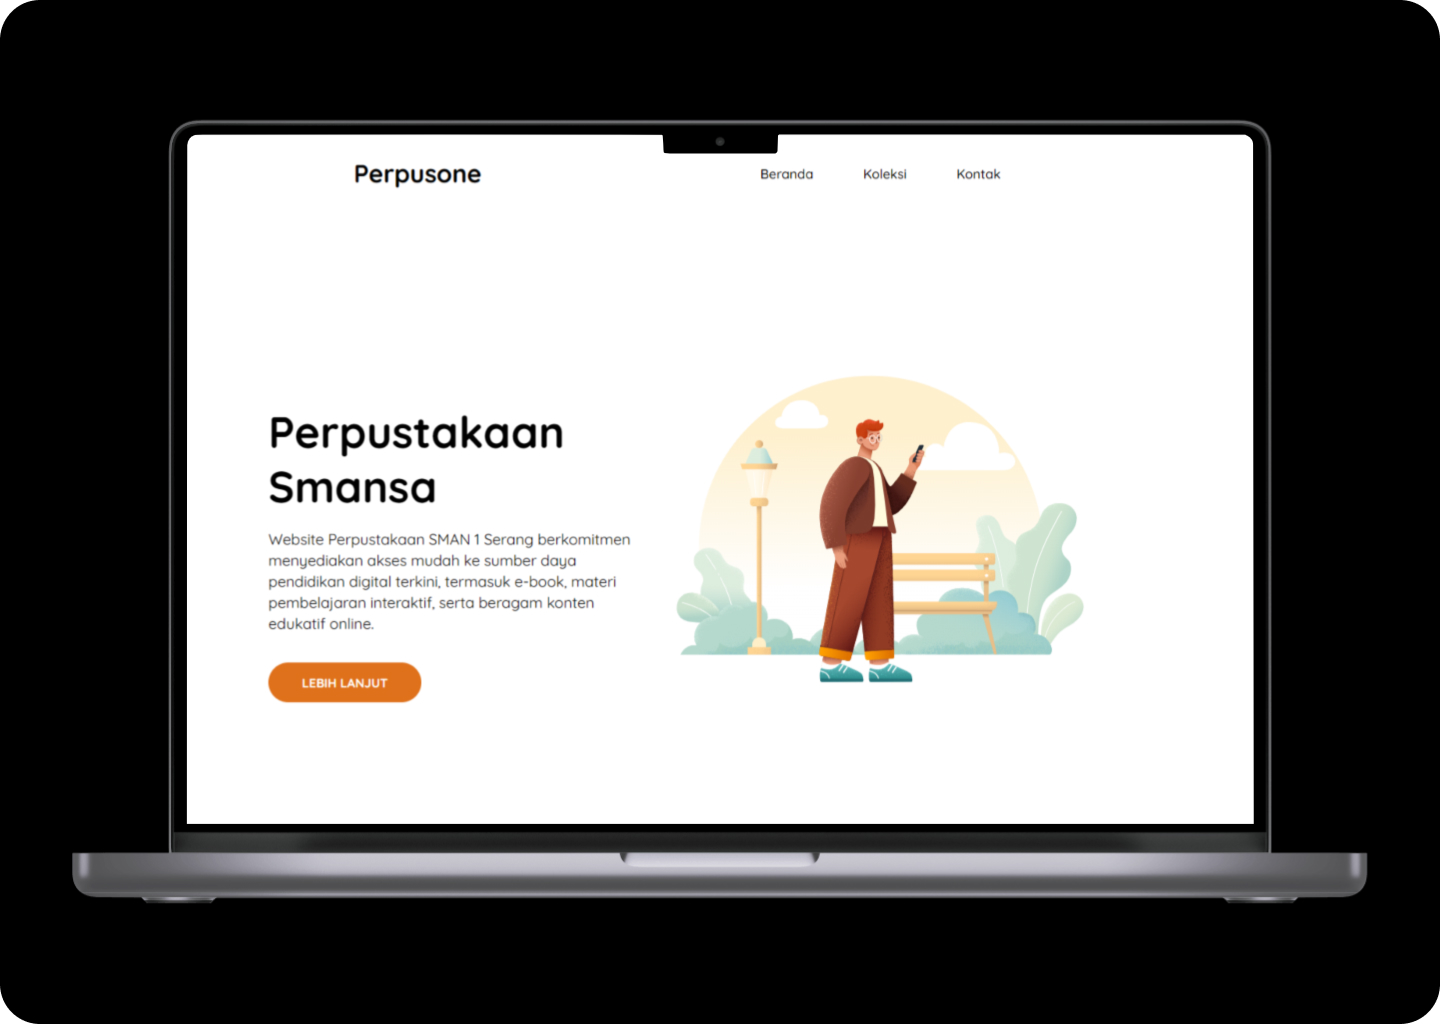 Perpusone
Beranda
Koleksi
Kontak
Perpustakaan
Smansa
Website Perpustakaan SMAN 1 Serang berkomitmen
menyediakan akses mudah ke sumber daya
pendidikan digital terkini, termasuk e-book, materi
pembelajaran interaktif, serta beragam konten
edukatif online.
LEBIH LANJUT